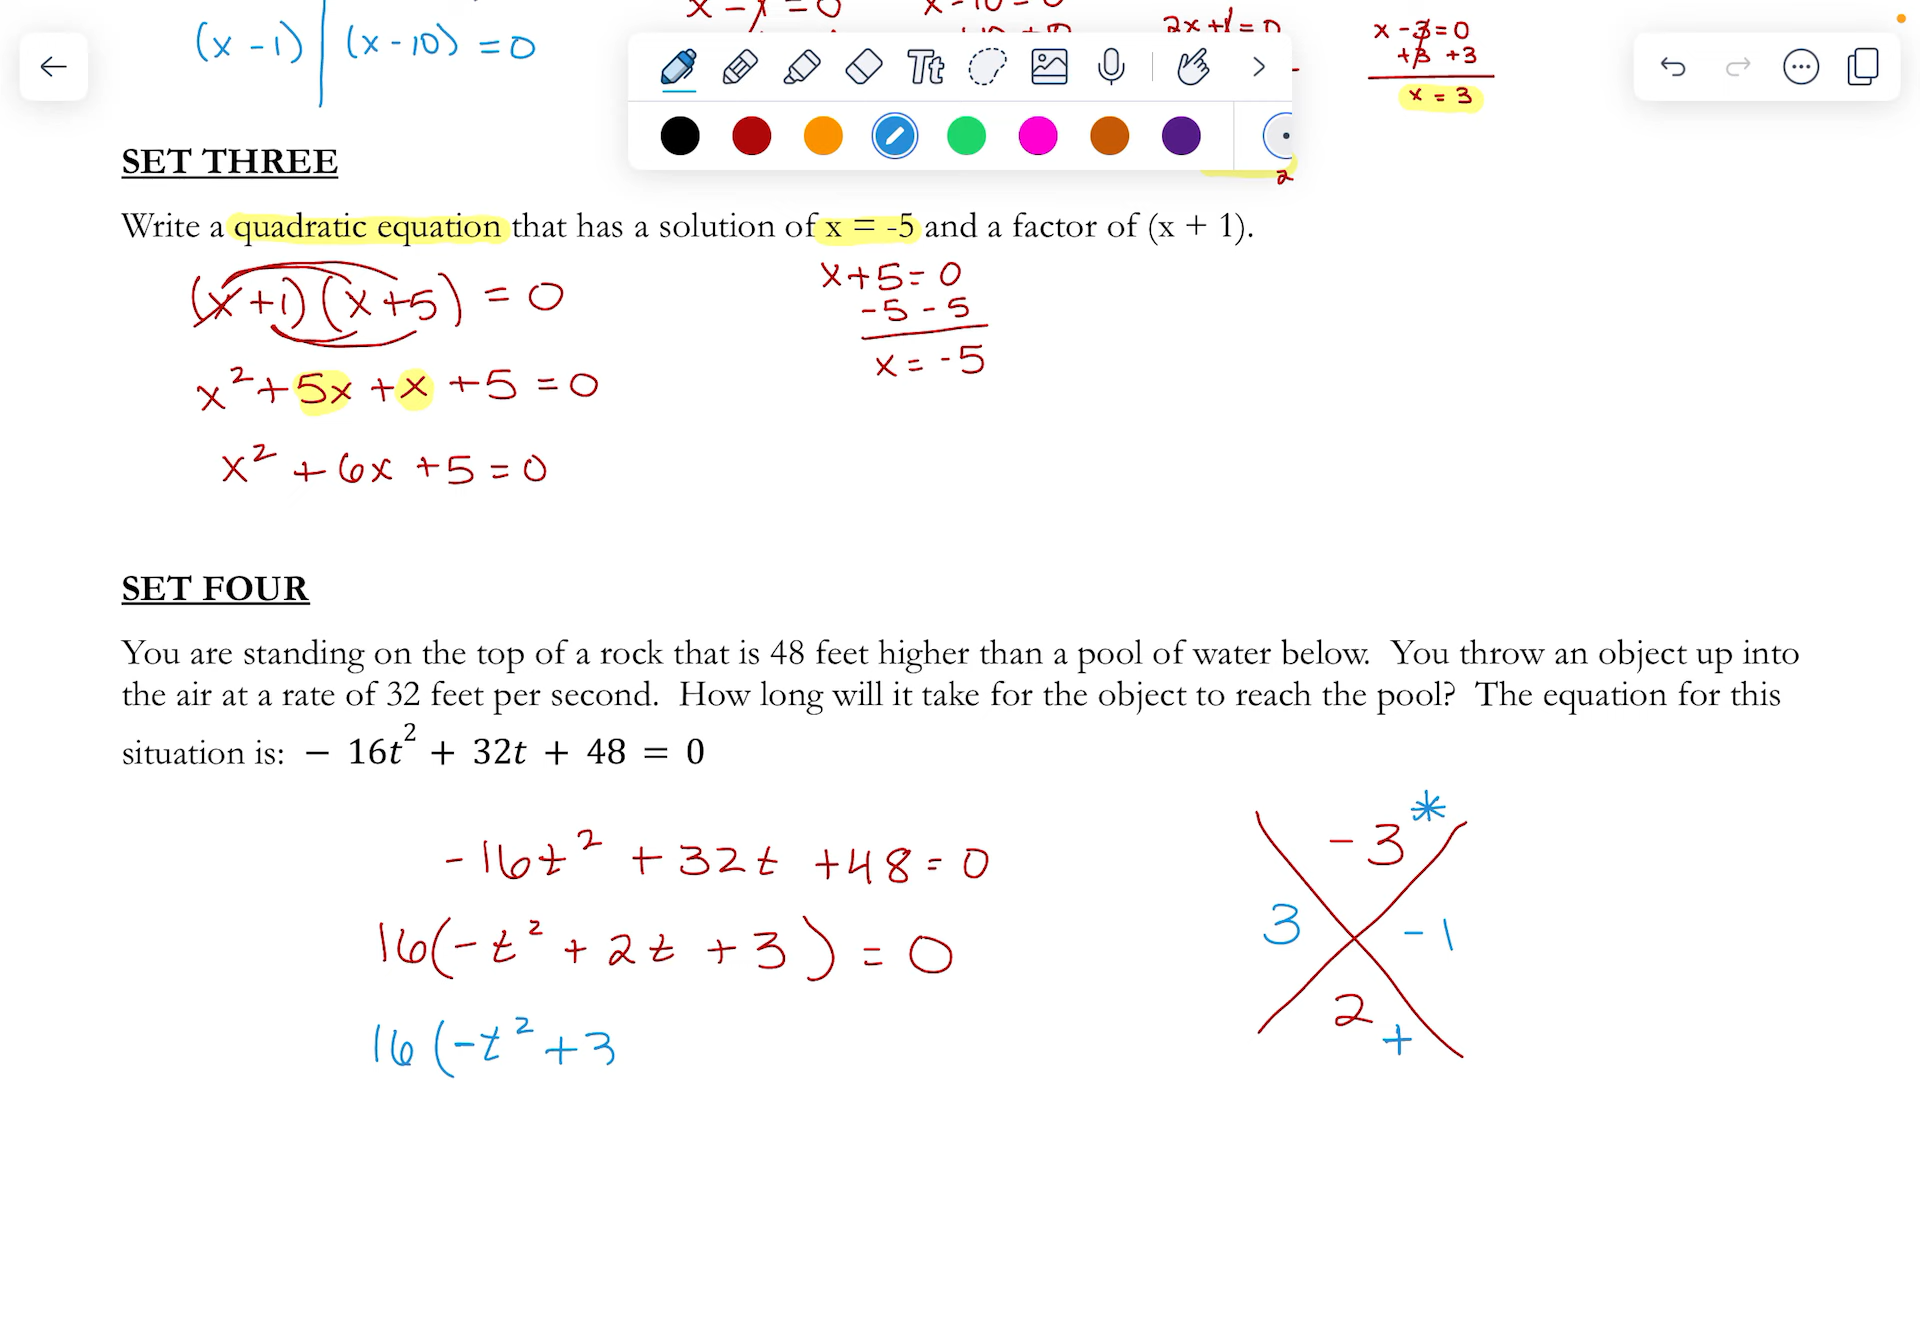 (x - 1) | (x - 10) = 0
2x + 1 = 0
x - 3 = 0
+3 +3
x = 3
Tt
2
SET THREE
Write a quadratic equation that has a solution of x = -5 and a factor of (x + 1).
(x + 1)(x + 5) = 0
x + 5 = 0
-5 - 5
x = -5
x² + 5x + x + 5 = 0
x² + 6x + 5 = 0
SET FOUR
You are standing on the top of a rock that is 48 feet higher than a pool of water below. You throw an object up into
the air at a rate of 32 feet per second. How long will it take for the object to reach the pool? The equation for this
situation is: − 16t² + 32t + 48 = 0
-16t² + 32t + 48 = 0
16(-t² + 2t + 3) = 0
16(-t² + 3
-3 *
3 -1
2 +